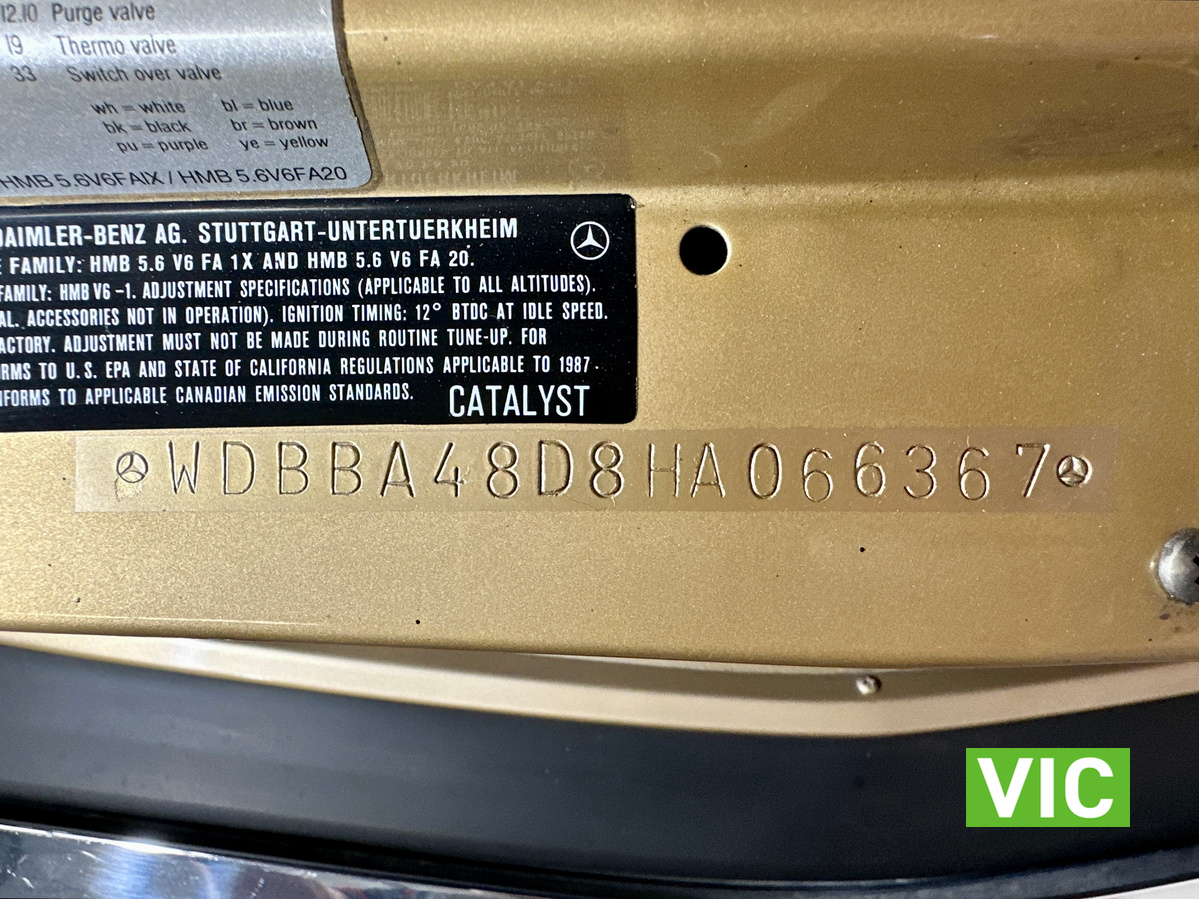 12.10 Purge valve
19 Thermo valve
33 Switch over valve
wh = white bl = blue
bk = black br = brown
pu = purple ye = yellow
HMB 5.6V6FA1X / HMB 5.6V6FA20
DAIMLER-BENZ AG. STUTTGART-UNTERTUERKHEIM
FAMILY: HMB 5.6 V6 FA 1X AND HMB 5.6 V6 FA 20.
FAMILY: HMB V6 -1. ADJUSTMENT SPECIFICATIONS (APPLICABLE TO ALL ALTITUDES).
AL. ACCESSORIES NOT IN OPERATION). IGNITION TIMING: 12° BTDC AT IDLE SPEED.
ACTORY. ADJUSTMENT MUST NOT BE MADE DURING ROUTINE TUNE-UP. FOR
RMS TO U.S. EPA AND STATE OF CALIFORNIA REGULATIONS APPLICABLE TO 1987.
NFORMS TO APPLICABLE CANADIAN EMISSION STANDARDS.
CATALYST
WDBBA48D8HA066367
VIC